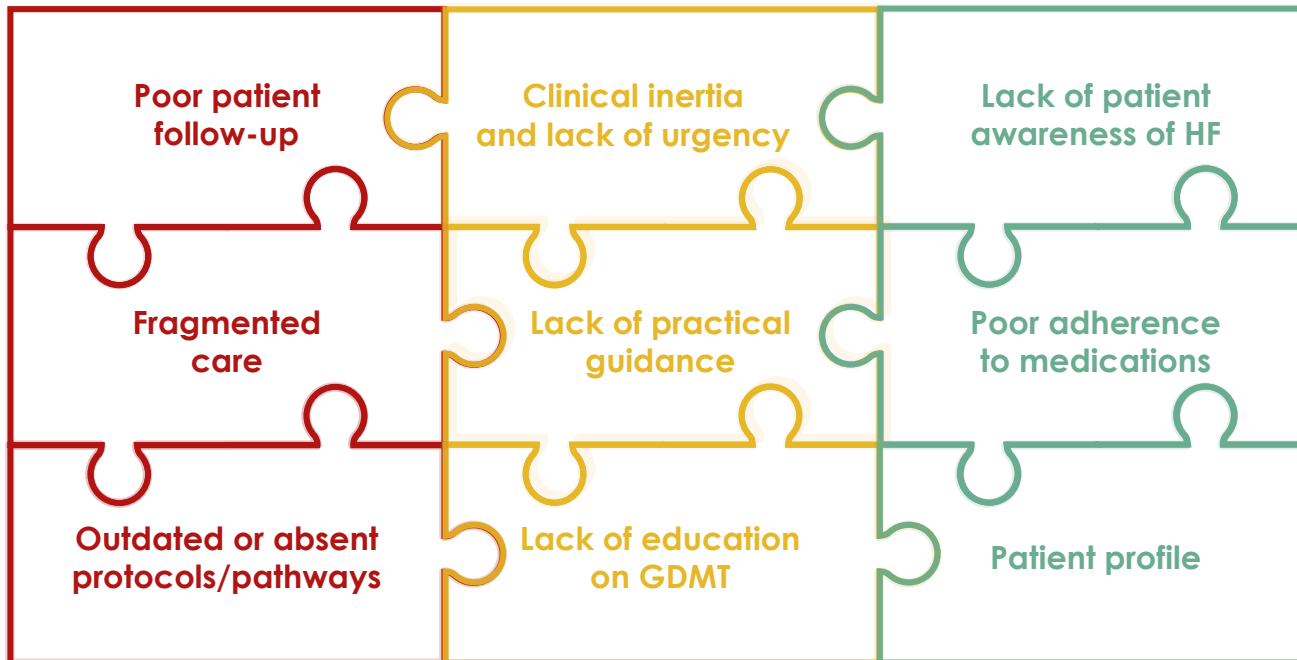 Poor patient
follow-up
Clinical inertia
and lack of urgency
Lack of patient
awareness of HF
Fragmented
care
Lack of practical
guidance
Poor adherence
to medications
Outdated or absent
protocols/pathways
Lack of education
on GDMT
Patient profile